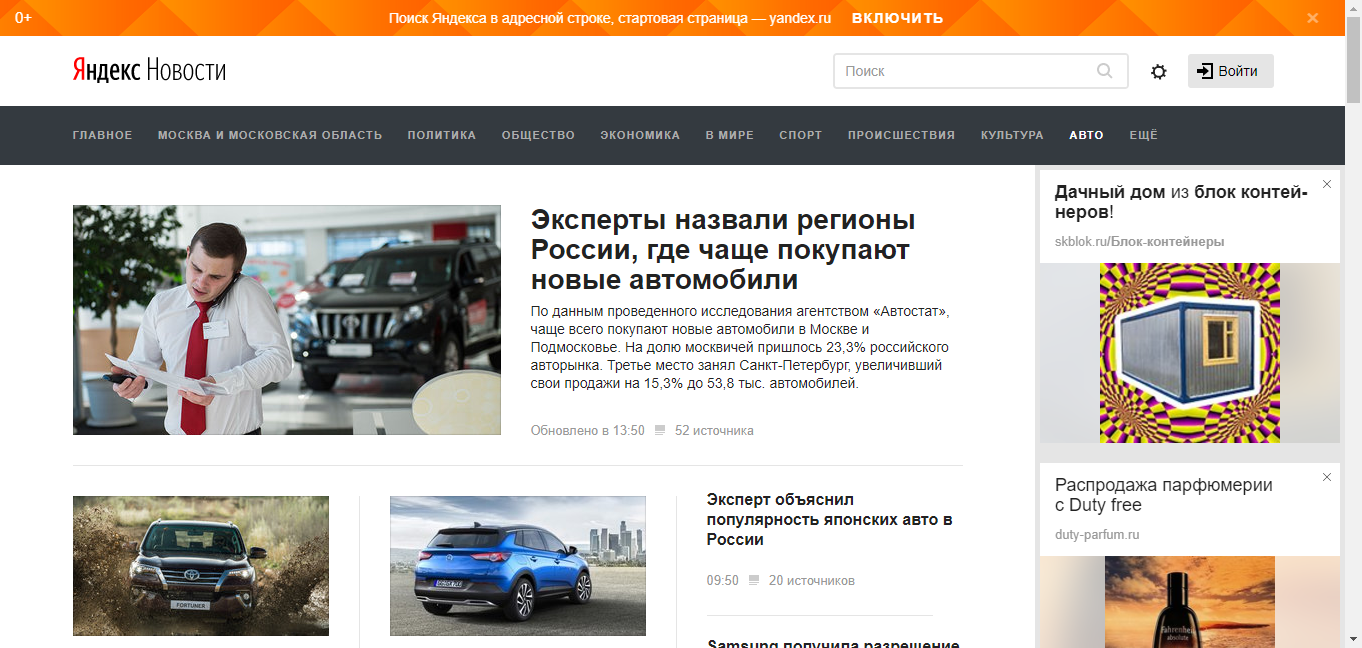 0+
Поиск Яндекса в адресной строке, стартовая страница — yandex.ru
ВКЛЮЧИТЬ
Яндекс Новости
Поиск
Войти
ГЛАВНОЕ
МОСКВА И МОСКОВСКАЯ ОБЛАСТЬ
ПОЛИТИКА
ОБЩЕСТВО
ЭКОНОМИКА
В МИРЕ
СПОРТ
ПРОИСШЕСТВИЯ
КУЛЬТУРА
АВТО
ЕЩЁ
Эксперты назвали регионы
России, где чаще покупают
новые автомобили
По данным проведенного исследования агентством «Автостат»,
чаще всего покупают новые автомобили в Москве и
Подмосковье. На долю москвичей пришлось 23,3% российского
авторынка. Третье место занял Санкт-Петербург, увеличивший
свои продажи на 15,3% до 53,8 тыс. автомобилей.
Обновлено в 13:50
52 источника
FORTUNER
Эксперт объяснил
популярность японских авто в
России
09:50
20 источников
Samsung получила разрешение
Дачный дом из блок контей-
неров!
skblok.ru/Блок-контейнеры
Распродажа парфюмерии
с Duty free
duty-parfum.ru
Fahrenheit
absolute